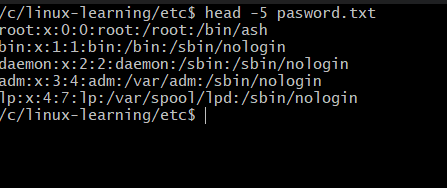 /c/linux-learning/etc$ head -5 pasword.txt
root:x:0:0:root:/root:/bin/ash
bin:x:1:1:bin:/bin:/sbin/nologin
daemon:x:2:2:daemon:/sbin:/sbin/nologin
adm:x:3:4:adm:/var/adm:/sbin/nologin
lp:x:4:7:lp:/var/spool/lpd:/sbin/nologin
/c/linux-learning/etc$